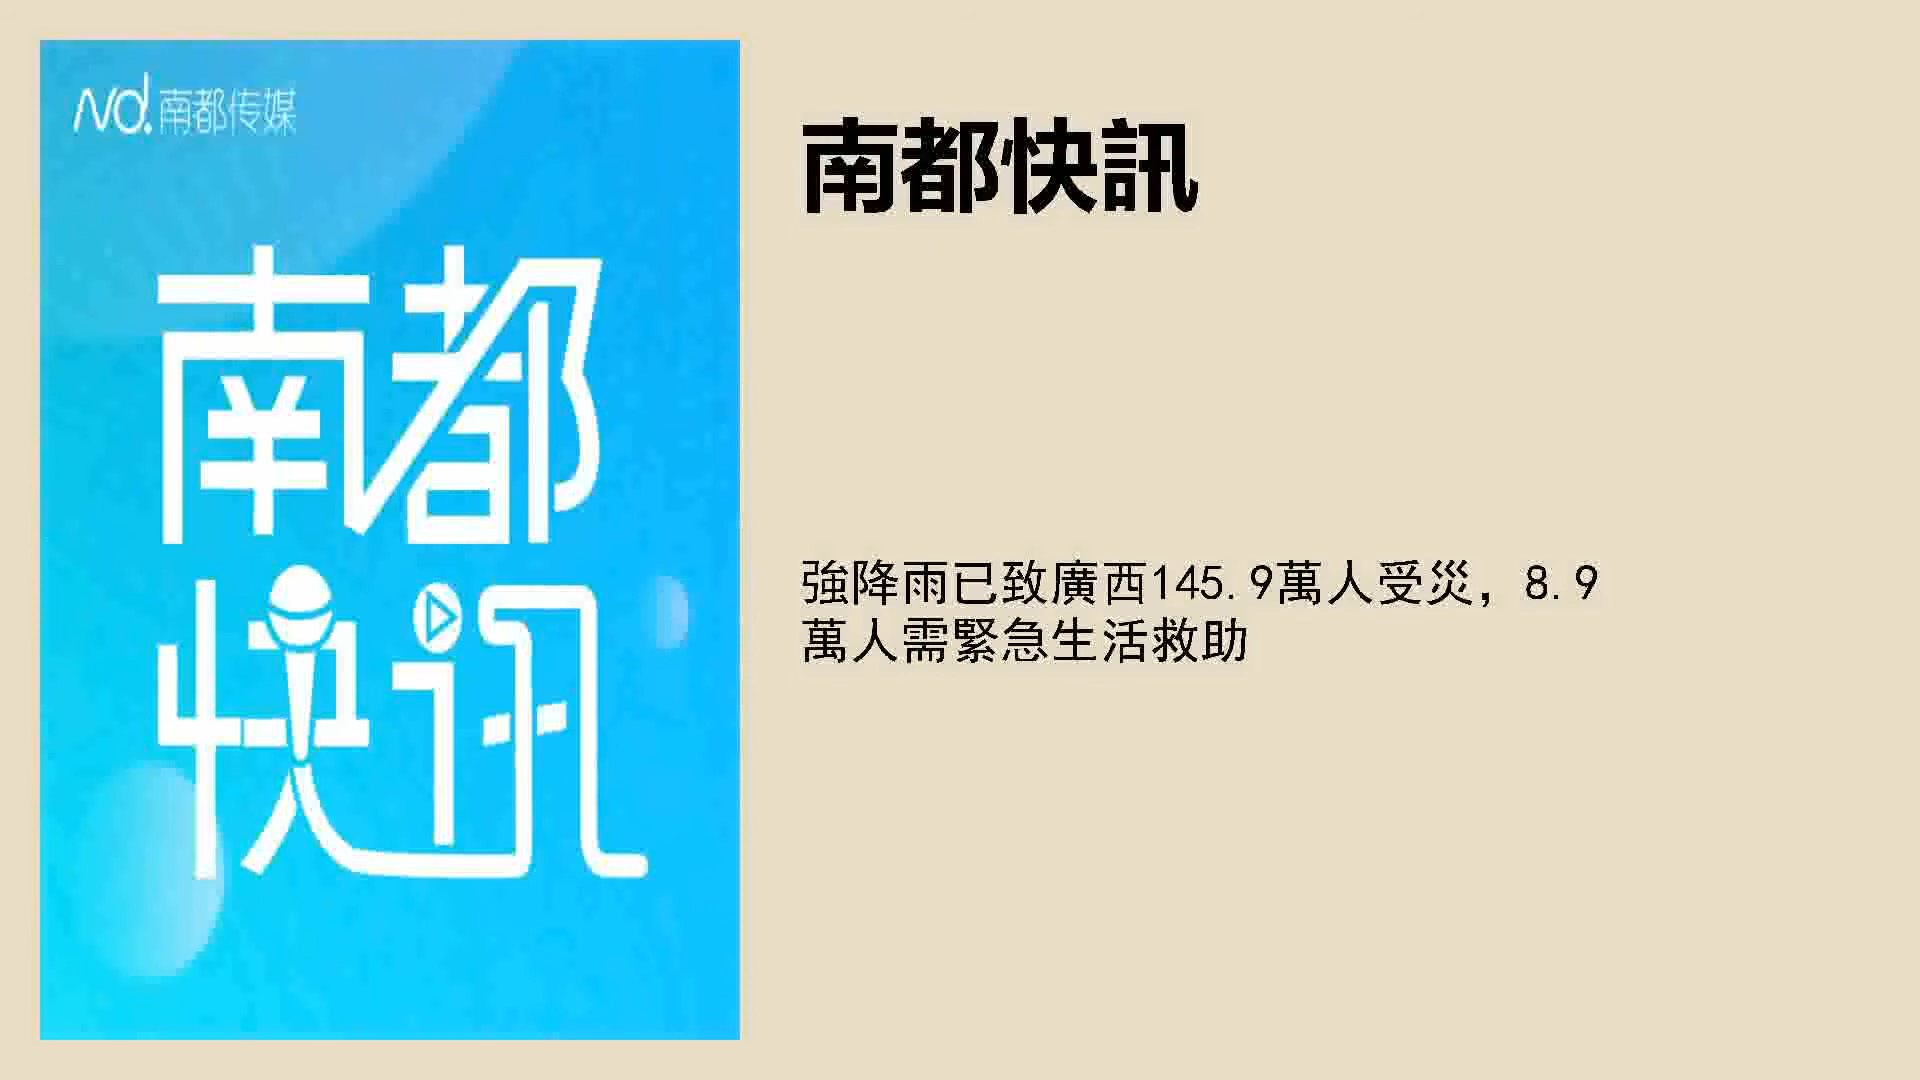 Nd.南都传媒
南都
快讯
南都快訊
強降雨已致廣西145.9萬人受災，8.9
萬人需緊急生活救助